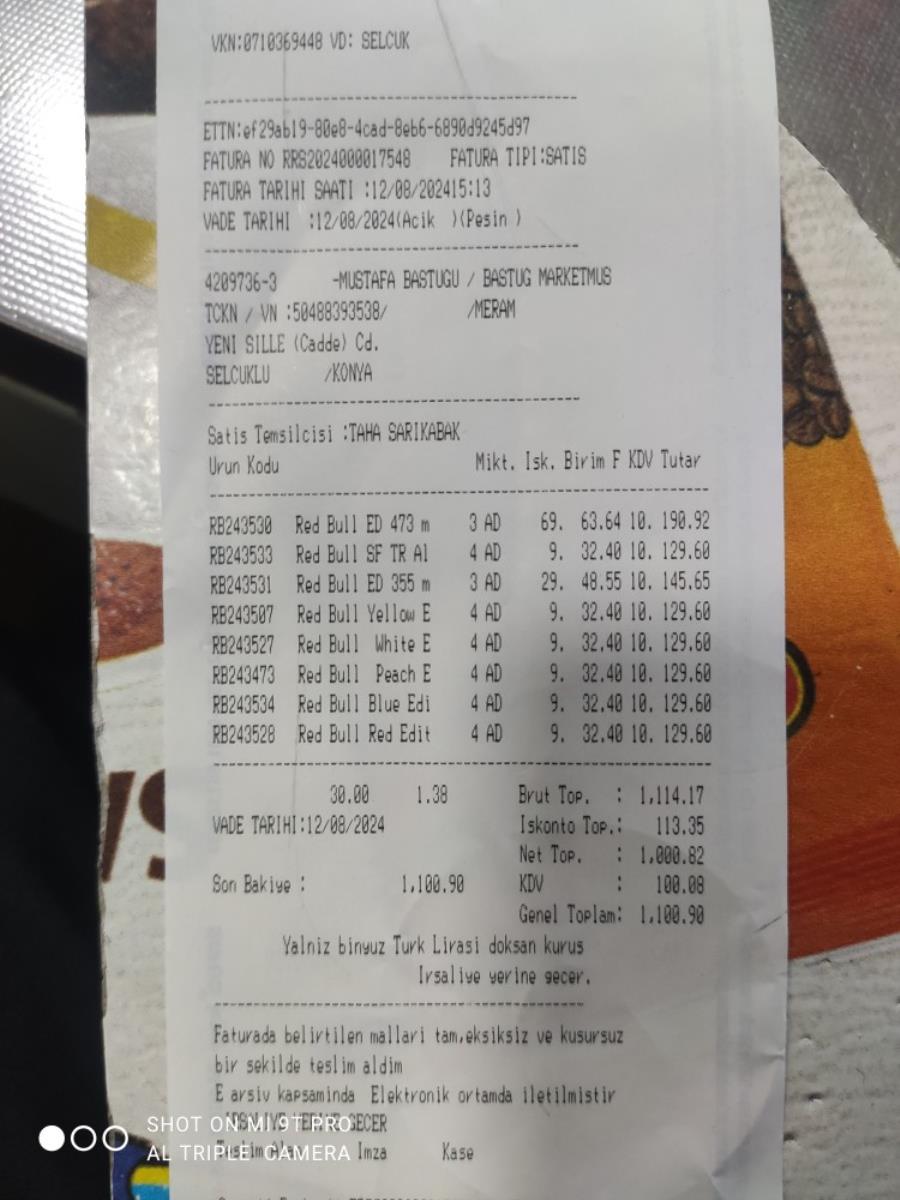 VKN:0710369448 VD: SELCUK
ETTN:ef29ab19-80e8-4cad-8eb6-6890d9245d97
FATURA NO RRS2024000017548 FATURA TIPI:SATIS
FATURA TARIHI SAATI :12/08/202415:13
VADE TARIHI :12/08/2024(Acik )(Pesin )
4209736-3 -MUSTAFA BASTUGU / BASTUG MARKETMUS
TCKN / VN :50488393538/ /MERAM
YENI SILLE (Cadde) Cd.
SELCUKLU /KONYA
Satis Temsilcisi :TAHA SARIKABAK
Urun Kodu Mikt. Isk. Birim F KDV Tutar
RB243530 Red Bull ED 473 m 3 AD 69. 63.64 10. 190.92
RB243533 Red Bull SF TR Al 4 AD 9. 32.40 10. 129.60
RB243531 Red Bull ED 355 m 3 AD 29. 48.55 10. 145.65
RB243507 Red Bull Yellow E 4 AD 9. 32.40 10. 129.60
RB243527 Red Bull White E 4 AD 9. 32.40 10. 129.60
RB243473 Red Bull Peach E 4 AD 9. 32.40 10. 129.60
RB243534 Red Bull Blue Edi 4 AD 9. 32.40 10. 129.60
RB243528 Red Bull Red Edit 4 AD 9. 32.40 10. 129.60
30.00 1.38 Brut Top. : 1,114.17
VADE TARIHI:12/08/2024 Iskonto Top.: 113.35
Net Top. : 1,000.82
Son Bakiye : 1,100.90 KDV : 100.08
Genel Toplam: 1,100.90
Yalniz binyuz Turk Lirasi doksan kurus
Irsaliye yerine gecer.
Faturada belirtilen mallari tam,eksiksiz ve kusursuz
bir sekilde teslim aldim
E arsiv kapsaminda Elektronik ortamda iletilmistir
GECER
Imza Kase
SHOT ON MI 9T PRO
AI TRIPLE CAMERA